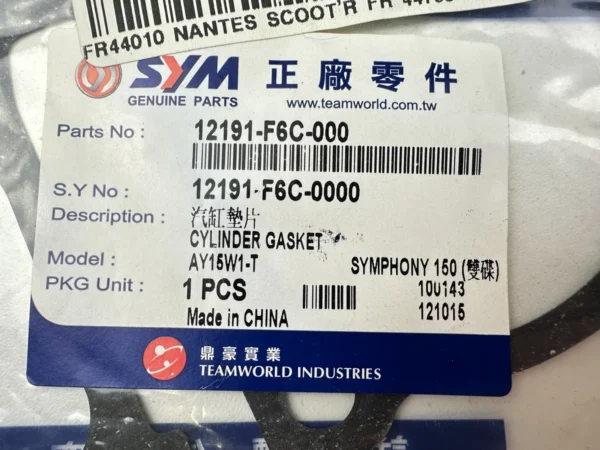 FR44010 NANTES SCOOT'R FR
SYM 正廠零件
GENUINE PARTS www.teamworld.com.tw
Parts No : 12191-F6C-000
S.Y No : 12191-F6C-0000
Description : 汽缸墊片
CYLINDER GASKET
Model : AY15W1-T SYMPHONY 150 (雙碟)
PKG Unit : 1 PCS 100143
Made in CHINA 121015
鼎豪實業
TEAMWORLD INDUSTRIES